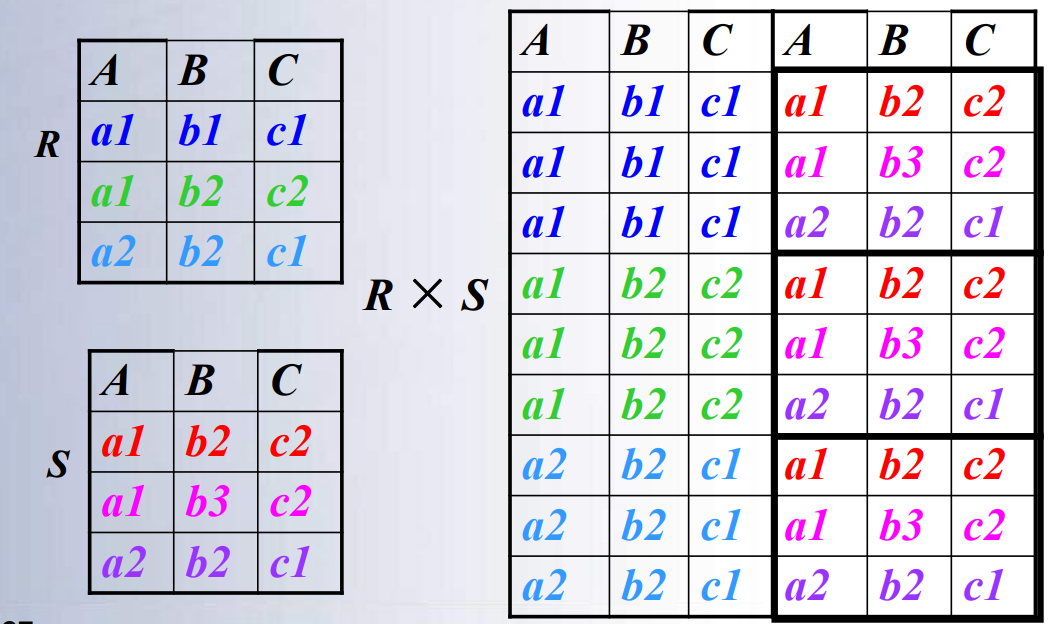 R
A B C
a1 b1 c1
a1 b2 c2
a2 b2 c1
S
A B C
a1 b2 c2
a1 b3 c2
a2 b2 c1
R × S
A B C A B C
a1 b1 c1 a1 b2 c2
a1 b1 c1 a1 b3 c2
a1 b1 c1 a2 b2 c1
a1 b2 c2 a1 b2 c2
a1 b2 c2 a1 b3 c2
a1 b2 c2 a2 b2 c1
a2 b2 c1 a1 b2 c2
a2 b2 c1 a1 b3 c2
a2 b2 c1 a2 b2 c1